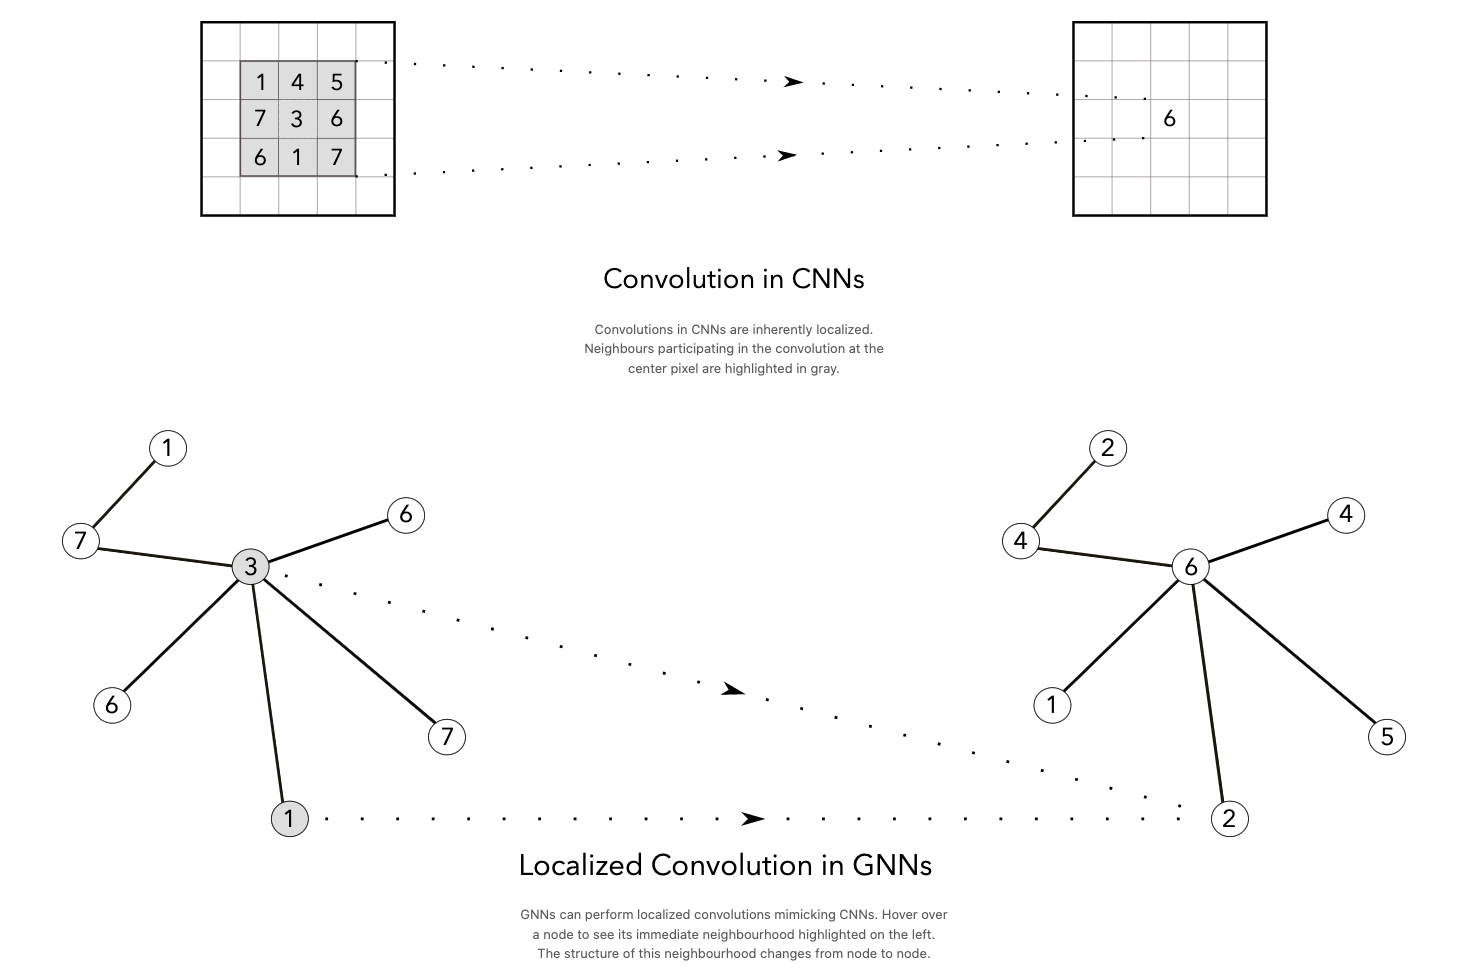 1 4 5
7 3 6 6
6 1 7
Convolution in CNNs
Convolutions in CNNs are inherently localized.
Neighbours participating in the convolution at the
center pixel are highlighted in gray.
1 2
6 4
7 4
3 6
6 1
7 5
1 2
Localized Convolution in GNNs
GNNs can perform localized convolutions mimicking CNNs. Hover over
a node to see its immediate neighbourhood highlighted on the left.
The structure of this neighbourhood changes from node to node.